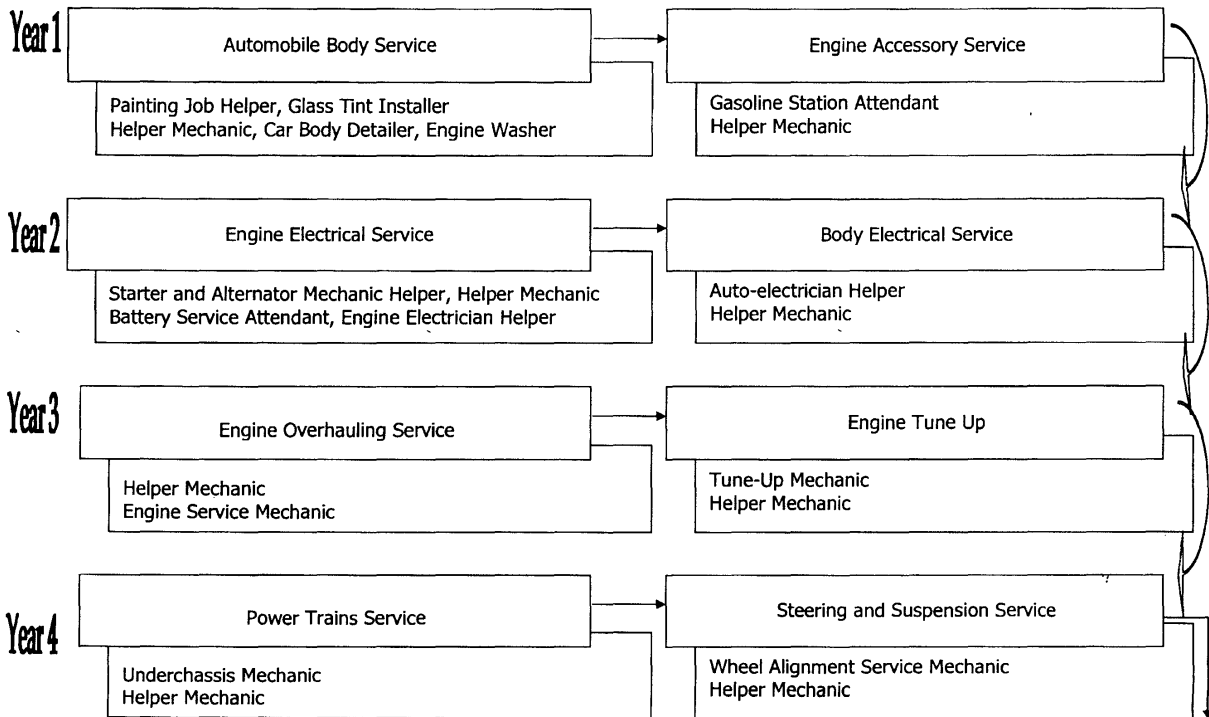 Year 1
Automobile Body Service
Engine Accessory Service
Painting Job Helper, Glass Tint Installer
Helper Mechanic, Car Body Detailer, Engine Washer
Gasoline Station Attendant
Helper Mechanic
Year 2
Engine Electrical Service
Body Electrical Service
Starter and Alternator Mechanic Helper, Helper Mechanic
Battery Service Attendant, Engine Electrician Helper
Auto-electrician Helper
Helper Mechanic
Year 3
Engine Overhauling Service
Engine Tune Up
Helper Mechanic
Engine Service Mechanic
Tune-Up Mechanic
Helper Mechanic
Year 4
Power Trains Service
Steering and Suspension Service
Underchassis Mechanic
Helper Mechanic
Wheel Alignment Service Mechanic
Helper Mechanic